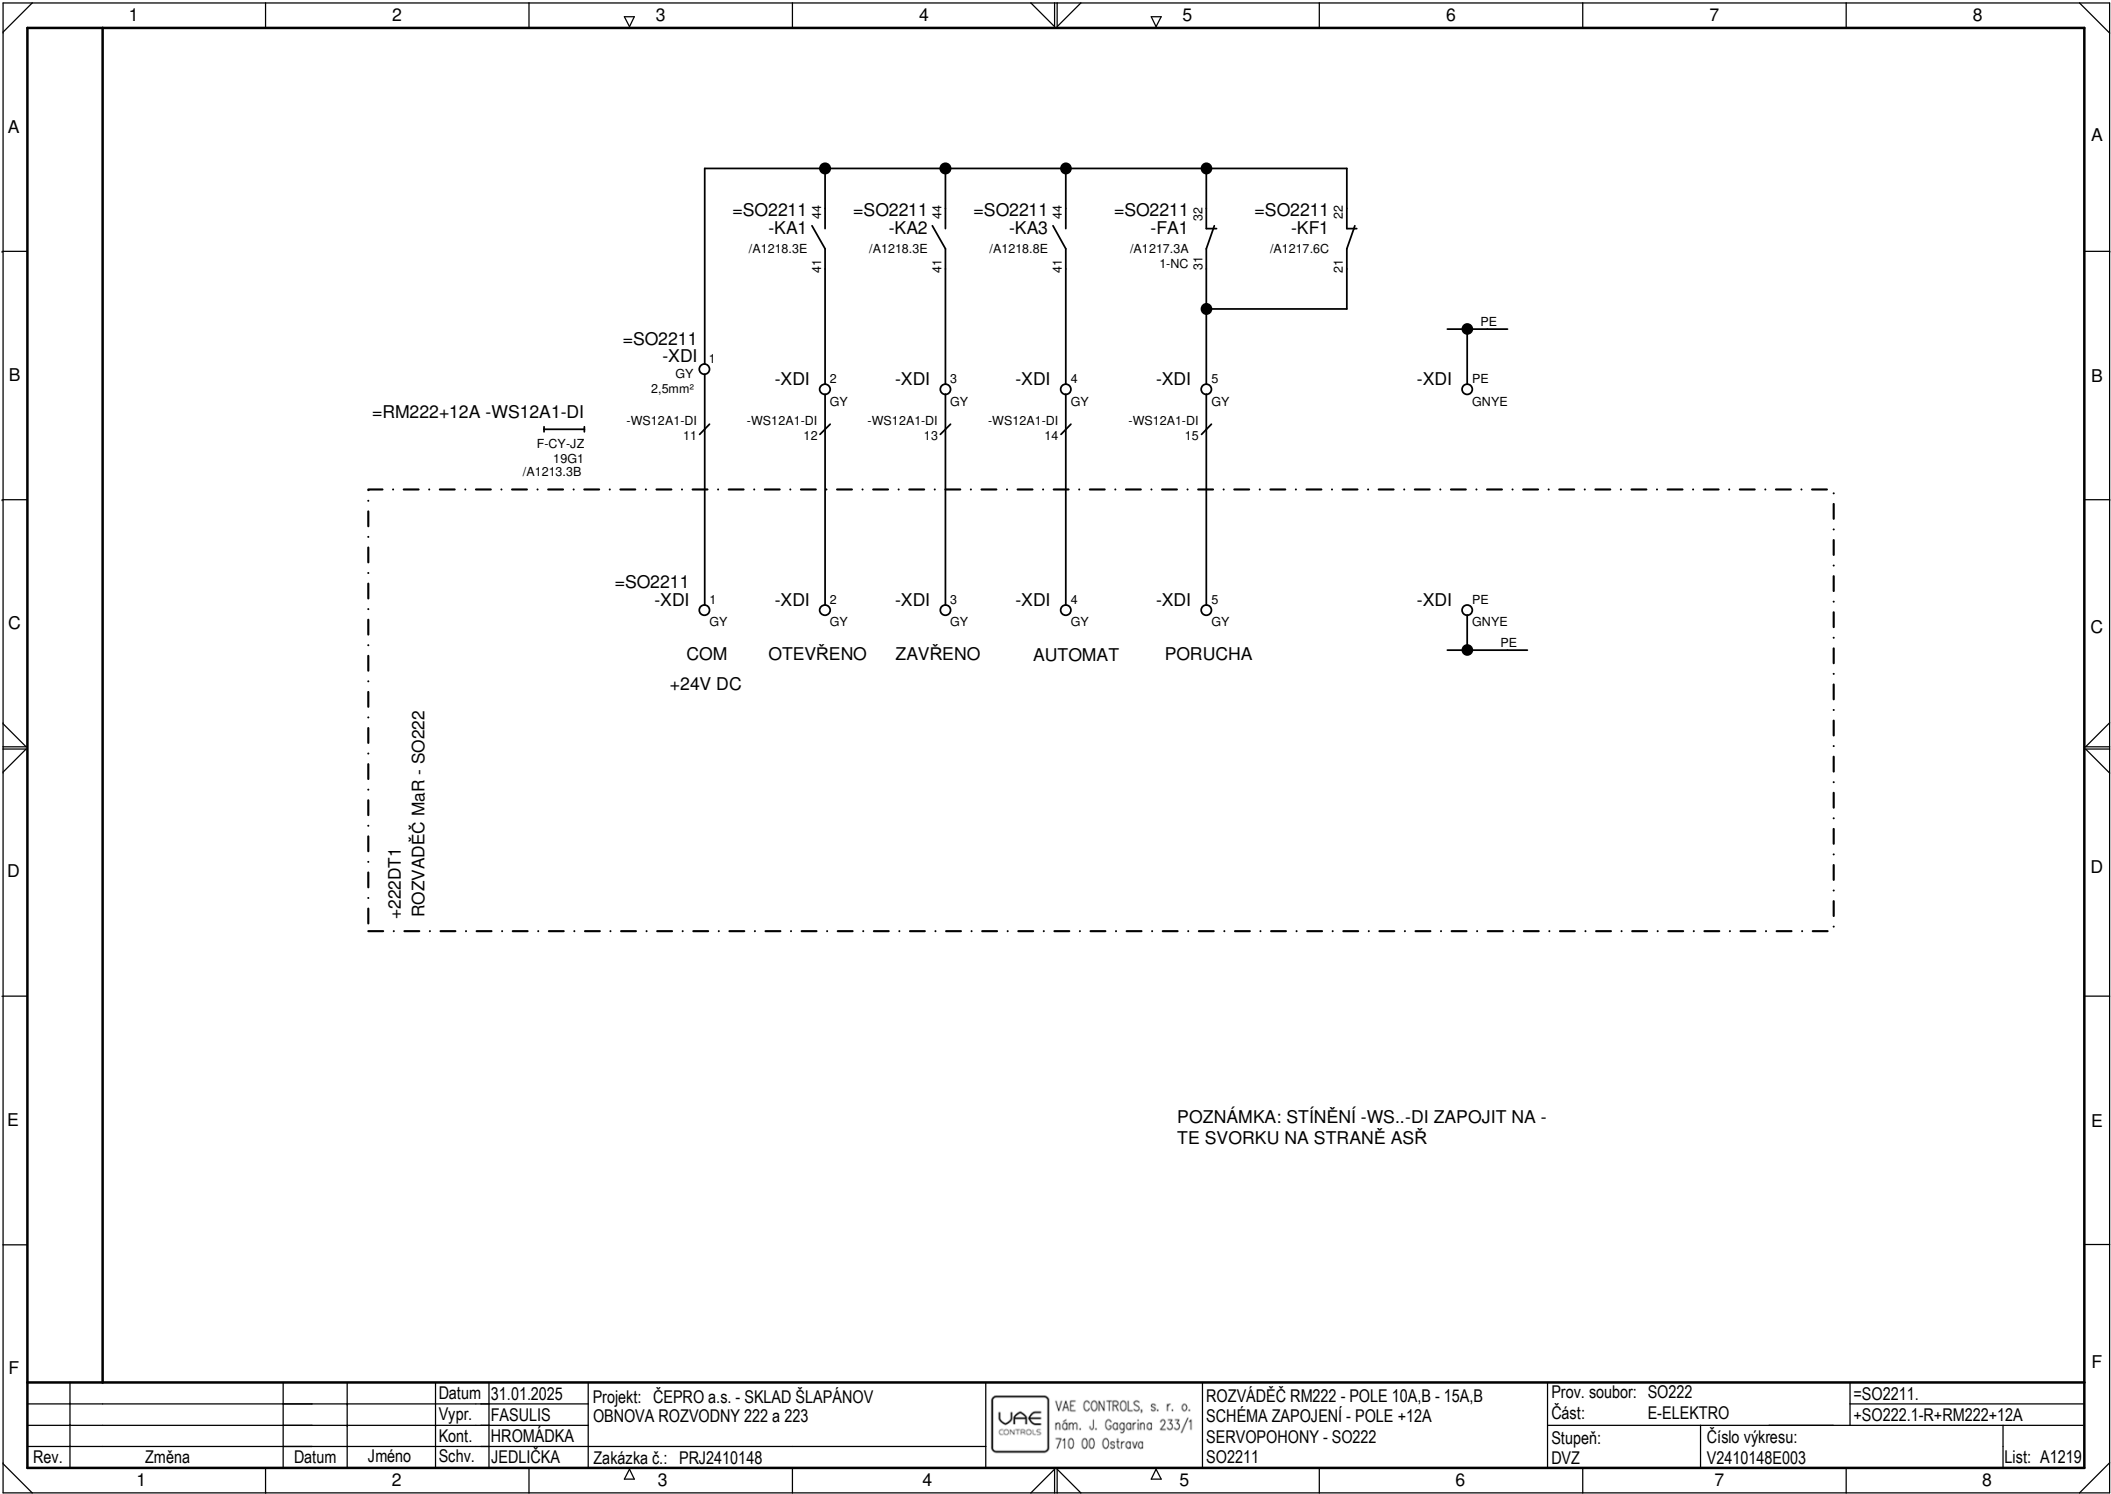 1 2 3 4 5 6 7 8
A A
=SO2211 44 =SO2211 44 =SO2211 44 =SO2211 32 =SO2211 22
-KA1 -KA2 -KA3 -FA1 -KF1
/A1218.3E /A1218.3E /A1218.8E /A1217.3A /A1217.6C
41 41 41 1-NC 31 21
=SO2211 PE
-XDI 1
GY -XDI 2 -XDI 3 -XDI 4 -XDI 5 -XDI PE
B B
2,5mm² GY GY GY GY GNYE
=RM222+12A -WS12A1-DI
-WS12A1-DI -WS12A1-DI -WS12A1-DI -WS12A1-DI -WS12A1-DI
11 12 13 14 15
F-CY-JZ
19G1
/A1213.3B
=SO2211
-XDI 1 -XDI 2 -XDI 3 -XDI 4 -XDI 5 -XDI PE
GY GY GY GY GY GNYE
C C
PE
COM OTEVŘENO ZAVŘENO AUTOMAT PORUCHA
+24V DC
+222DT1
ROZVADĚČ MaR - SO222
D D
POZNÁMKA: STÍNĚNÍ -WS..-DI ZAPOJIT NA -
TE SVORKU NA STRANĚ ASŘ
E E
F F
Datum 31.01.2025
Vypr. FASULIS
Kont. HROMÁDKA
Rev. Změna Datum Jméno Schv. JEDLIČKA
Projekt: ČEPRO a.s. - SKLAD ŠLAPÁNOV
OBNOVA ROZVODNY 222 a 223
Zakázka č.: PRJ2410148
UAE
CONTROLS
VAE CONTROLS, s. r. o.
nám. J. Gagarina 233/1
710 00 Ostrava
ROZVÁDĚČ RM222 - POLE 10A,B - 15A,B
SCHÉMA ZAPOJENÍ - POLE +12A
SERVOPOHONY - SO222
SO2211
Prov. soubor: SO222
Část: E-ELEKTRO
Stupeň:
DVZ
Číslo výkresu:
V2410148E003
=SO2211.
+SO222.1-R+RM222+12A
List: A1219
1 2 3 4 5 6 7 8